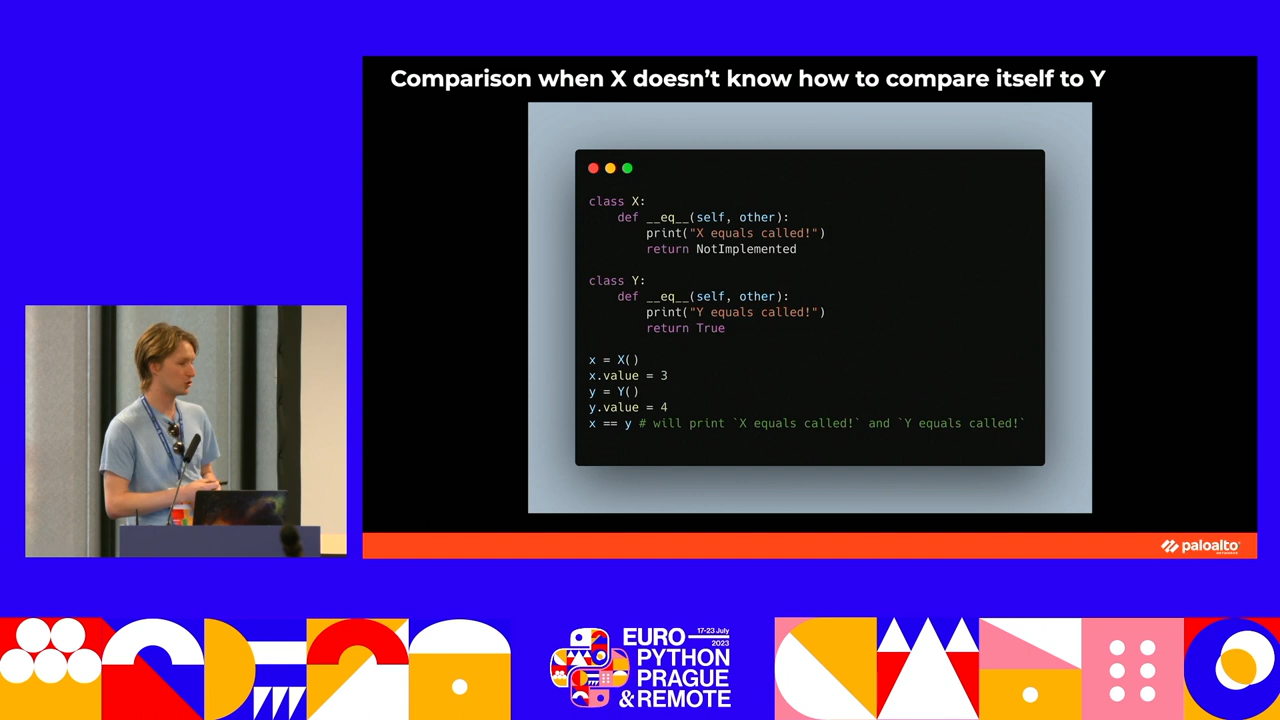 Comparison when X doesn't know how to compare itself to Y
class X:
    def __eq__(self, other):
        print("X equals called!")
        return NotImplemented
class Y:
    def __eq__(self, other):
        print("Y equals called!")
        return True
x = X()
x.value = 3
y = Y()
y.value = 4
x == y # will print `X equals called!` and `Y equals called!`
paloalto
NETWORKS
EURO
17-23 July
2023
PYTHON
PRAGUE
&REMOTE